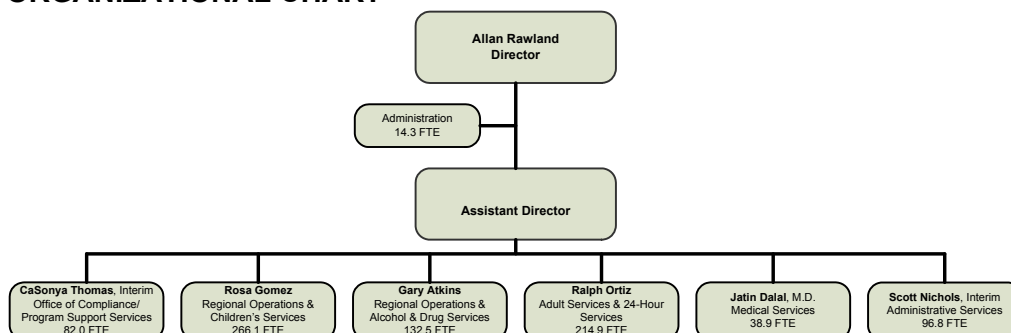 ORGANIZATIONAL CHART
Allan Rawland
Director
Administration
14.3 FTE
Assistant Director
CaSonya Thomas, Interim
Office of Compliance/
Program Support Services
82.0 FTE
Rosa Gomez
Regional Operations &
Children's Services
266.1 FTE
Gary Atkins
Regional Operations &
Alcohol & Drug Services
132.5 FTE
Ralph Ortiz
Adult Services & 24-Hour
Services
214.9 FTE
Jatin Dalal, M.D.
Medical Services
38.9 FTE
Scott Nichols, Interim
Administrative Services
96.8 FTE